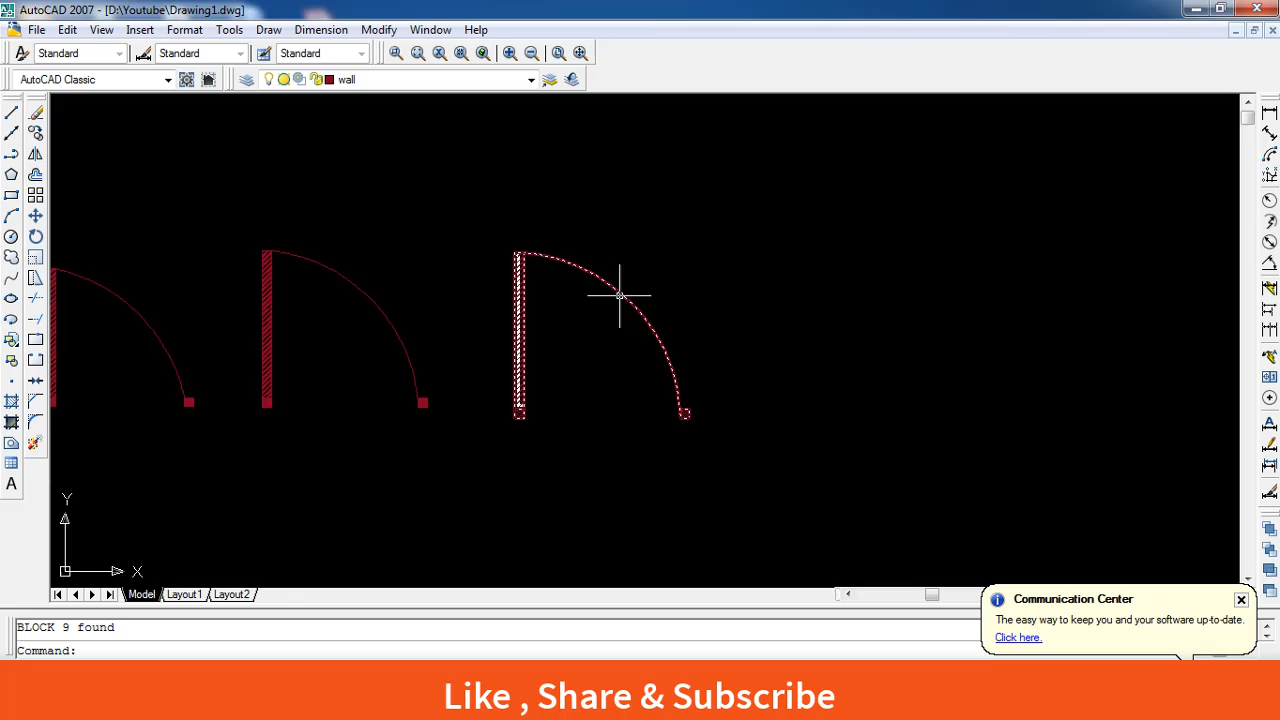 AutoCAD 2007 - [D:\Youtube\Drawing1.dwg]
File Edit View Insert Format Tools Draw Dimension Modify Window Help
Standard Standard Standard
AutoCAD Classic wall
A
Y
X
Model Layout1 Layout2
Communication Center
The easy way to keep you and your software up-to-date.
Click here.
BLOCK 9 found
Command:
Like , Share & Subscribe